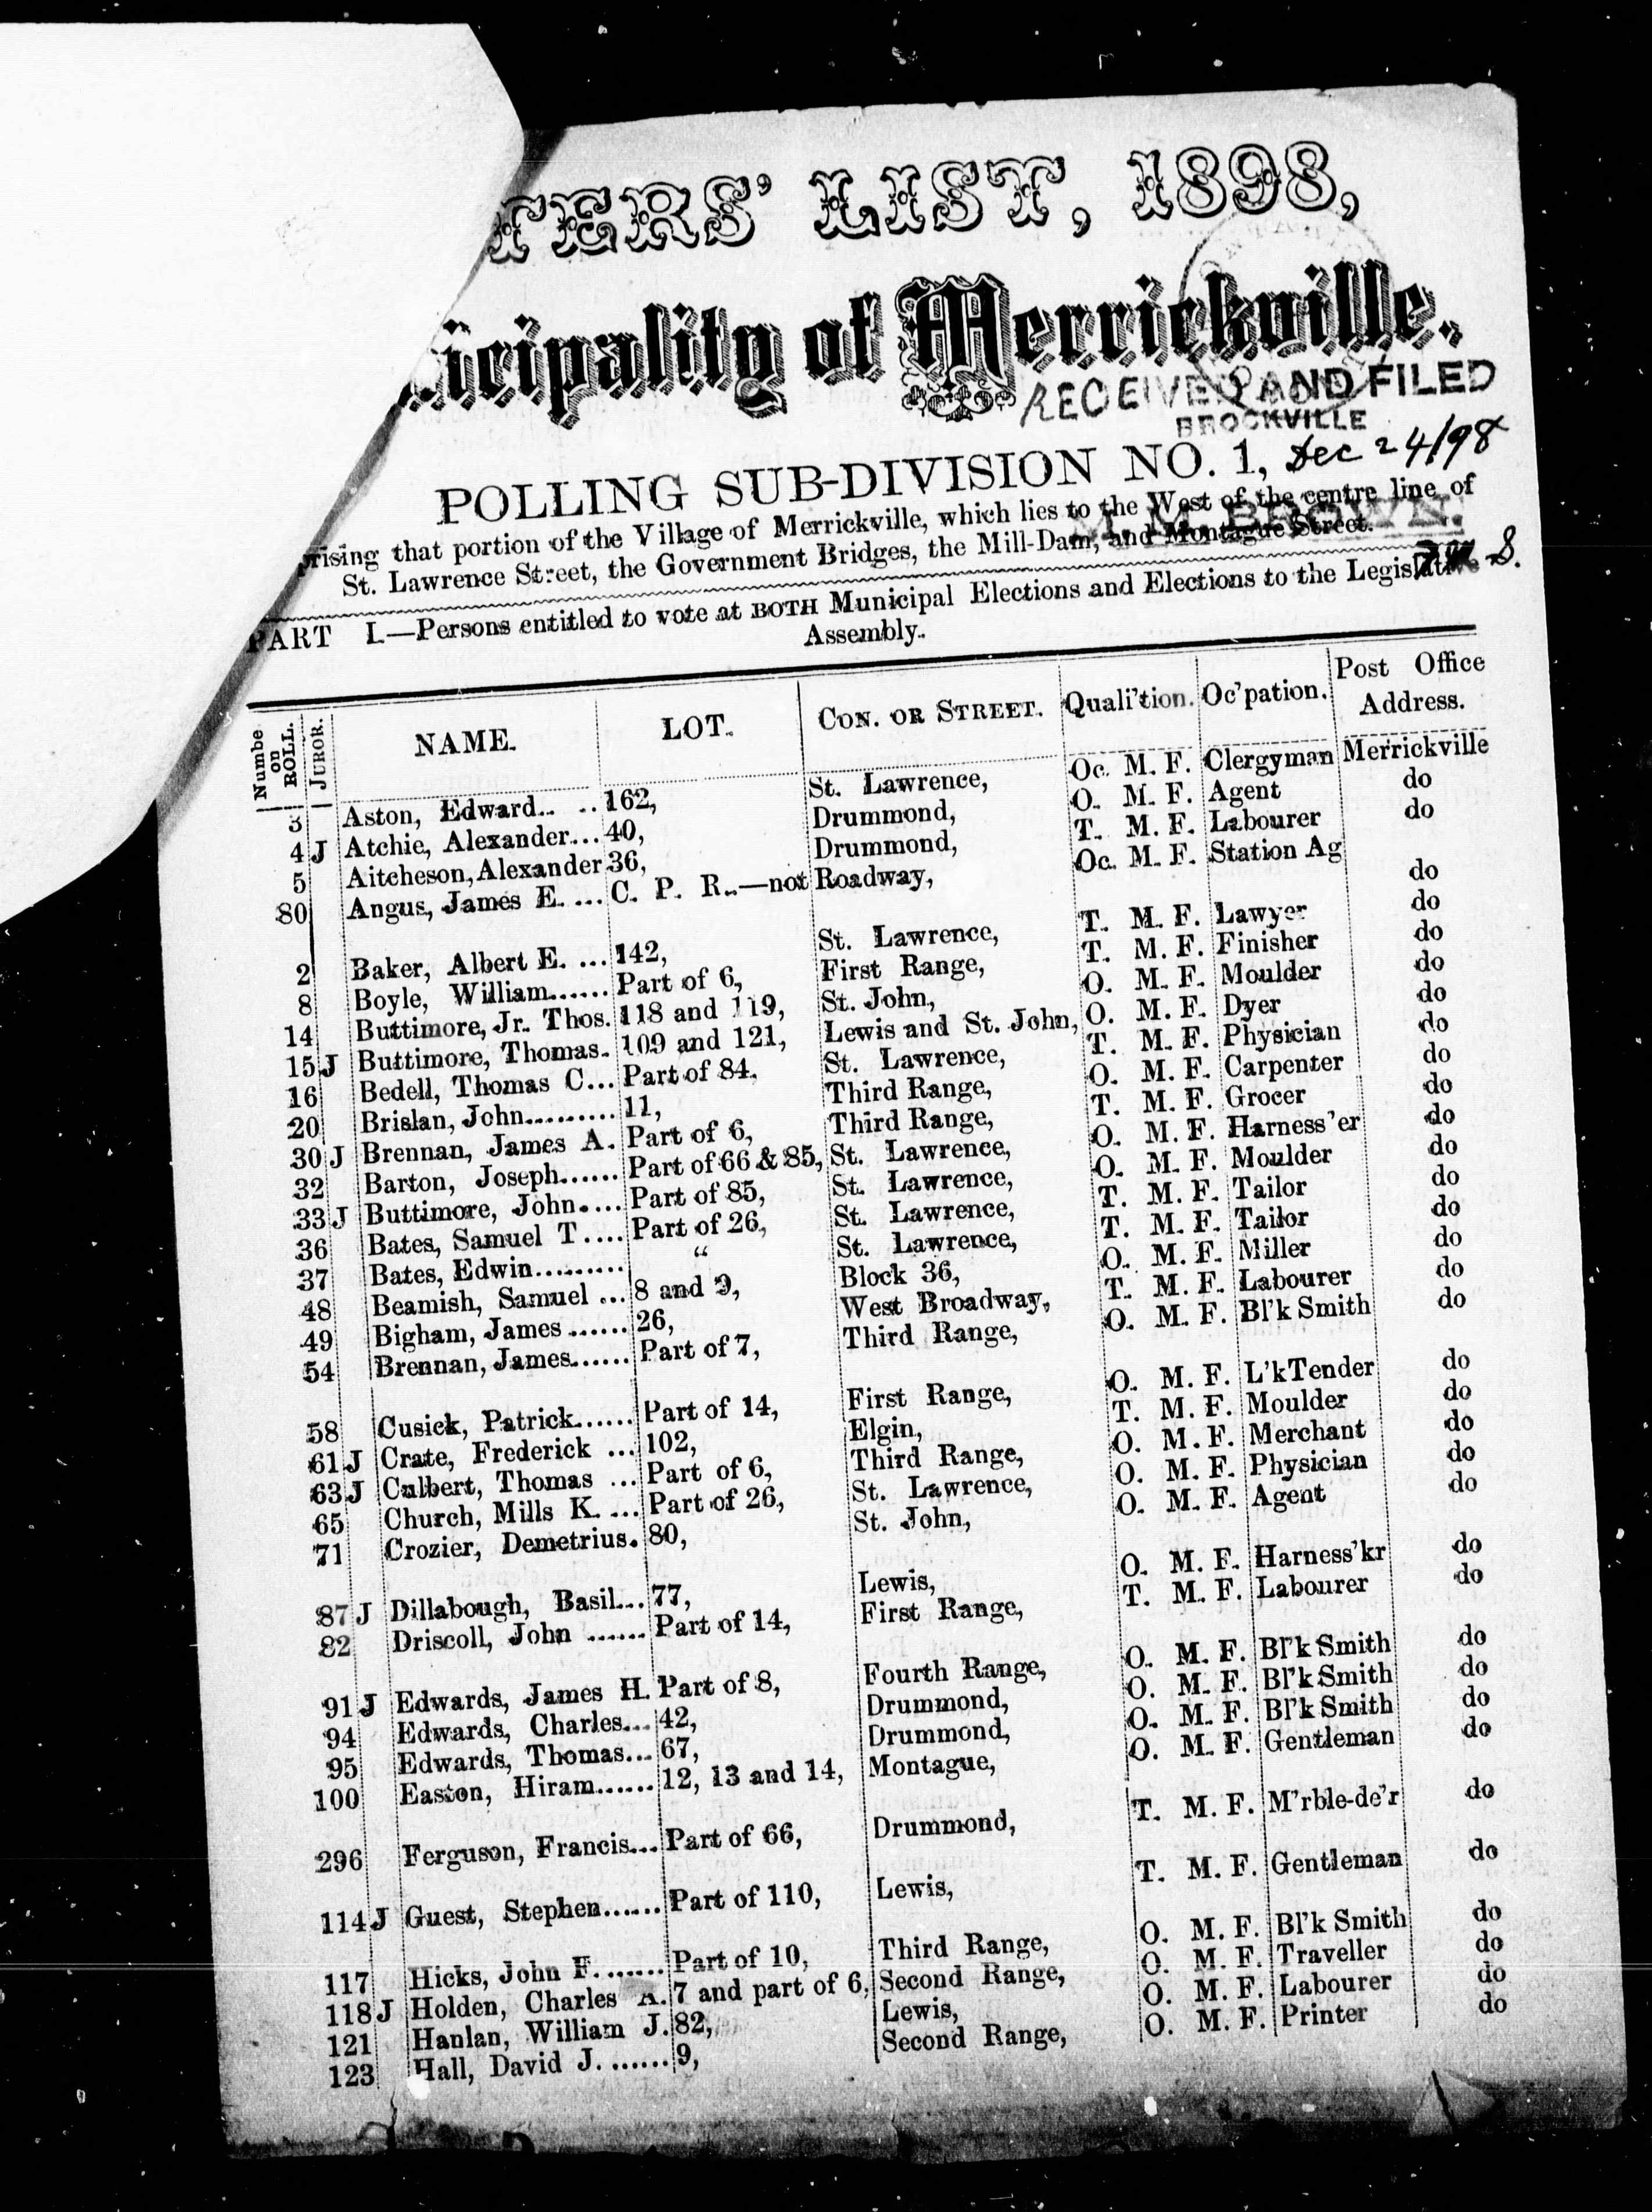 TERS' LIST, 1898,
icipality of Merrickville.
RECEIVED AND FILED
BROCKVILLE
POLLING SUB-DIVISION NO. 1, Dec 24/98
prising that portion of the Village of Merrickville, which lies to the West of the centre line of
St. Lawrence Street, the Government Bridges, the Mill-Dam, and Montague Street.
M. M. BROWN.
PART I.—Persons entitled to vote at BOTH Municipal Elections and Elections to the Legislative
Assembly.
Numbe on ROLL. JUROR. NAME. LOT. CON. OR STREET. Quali'tion. Oc'pation. Post Office Address.
3 Aston, Edward.. ..162, St. Lawrence, Oc. M. F. Clergyman Merrickville
4 J Atchie, Alexander...40, Drummond, O. M. F. Agent do
5 Aitcheson, Alexander 36, Drummond, T. M. F. Labourer do
80 Angus, James E. ... C. P. R.—not Roadway, Oc. M. F. Station Ag
do
2 Baker, Albert E. ...142, St. Lawrence, T. M. F. Lawyer do
8 Boyle, William...... Part of 6, First Range, T. M. F. Finisher do
14 Buttimore, Jr. Thos. 118 and 119, St. John, O. M. F. Moulder do
15 J Buttimore, Thomas. 109 and 121, Lewis and St. John, O. M. F. Dyer do
16 Bedell, Thomas C... Part of 84. St. Lawrence, T. M. F. Physician do
20 Brislan, John.......... 11, Third Range, O. M. F. Carpenter do
30 J Brennan, James A. Part of 6, Third Range, T. M. F. Grocer do
32 Barton, Joseph...... Part of 66 & 85, St. Lawrence, O. M. F. Harness'er do
33 J Buttimore, John.... Part of 85, St. Lawrence, O. M. F. Moulder do
36 Bates, Samuel T.... Part of 26, St. Lawrence, T. M. F. Tailor do
37 Bates, Edwin.......... " St. Lawrence, T. M. F. Tailor do
48 Beamish, Samuel ... 8 and 9, Block 36, O. M. F. Miller do
49 Bigham, James ...... 26, West Broadway, T. M. F. Labourer do
54 Brennan, James...... Part of 7, Third Range, O. M. F. Bl'k Smith do
58 Cusick, Patrick...... Part of 14, First Range, O. M. F. L'k Tender do
61 J Crate, Frederick ... 102, Elgin, T. M. F. Moulder do
63 J Culbert, Thomas ... Part of 6, Third Range, O. M. F. Merchant do
65 Church, Mills K. ... Part of 26, St. Lawrence, O. M. F. Physician do
71 Crozier, Demetrius. 80, St. John, O. M. F. Agent do
87 J Dillabough, Basil... 77, Lewis, O. M. F. Harness'kr do
82 Driscoll, John ...... Part of 14, First Range, T. M. F. Labourer do
91 J Edwards, James H. Part of 8, Fourth Range, O. M. F. Bl'k Smith do
94 Edwards, Charles... 42, Drummond, O. M. F. Bl'k Smith do
95 Edwards, Thomas... 67, Drummond, O. M. F. Bl'k Smith do
100 Easton, Hiram...... 12, 13 and 14, Montague, O. M. F. Gentleman do
296 Ferguson, Francis... Part of 66, Drummond, T. M. F. M'rble-de'r do
114 J Guest, Stephen...... Part of 110, Lewis, T. M. F. Gentleman do
117 Hicks, John F. ...... Part of 10, Third Range, O. M. F. Bl'k Smith do
118 J Holden, Charles A. 7 and part of 6, Second Range, O. M. F. Traveller do
121 Hanlan, William J. 82, Lewis, O. M. F. Labourer do
123 Hall, David J. ...... 9, Second Range, O. M. F. Printer do